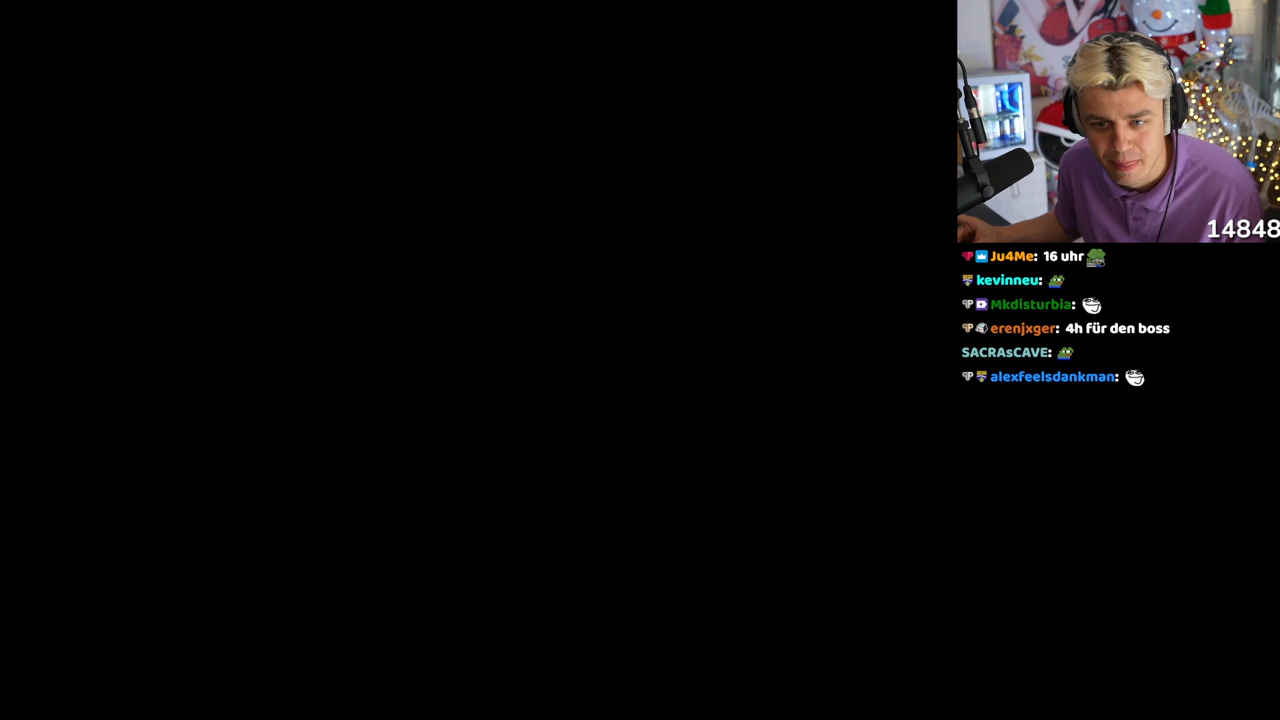 14848
Ju4Me: 16 uhr
kevinneu:
Mkdisturbia:
erenjxger: 4h für den boss
SACRAsCAVE:
alexfeelsdankman: